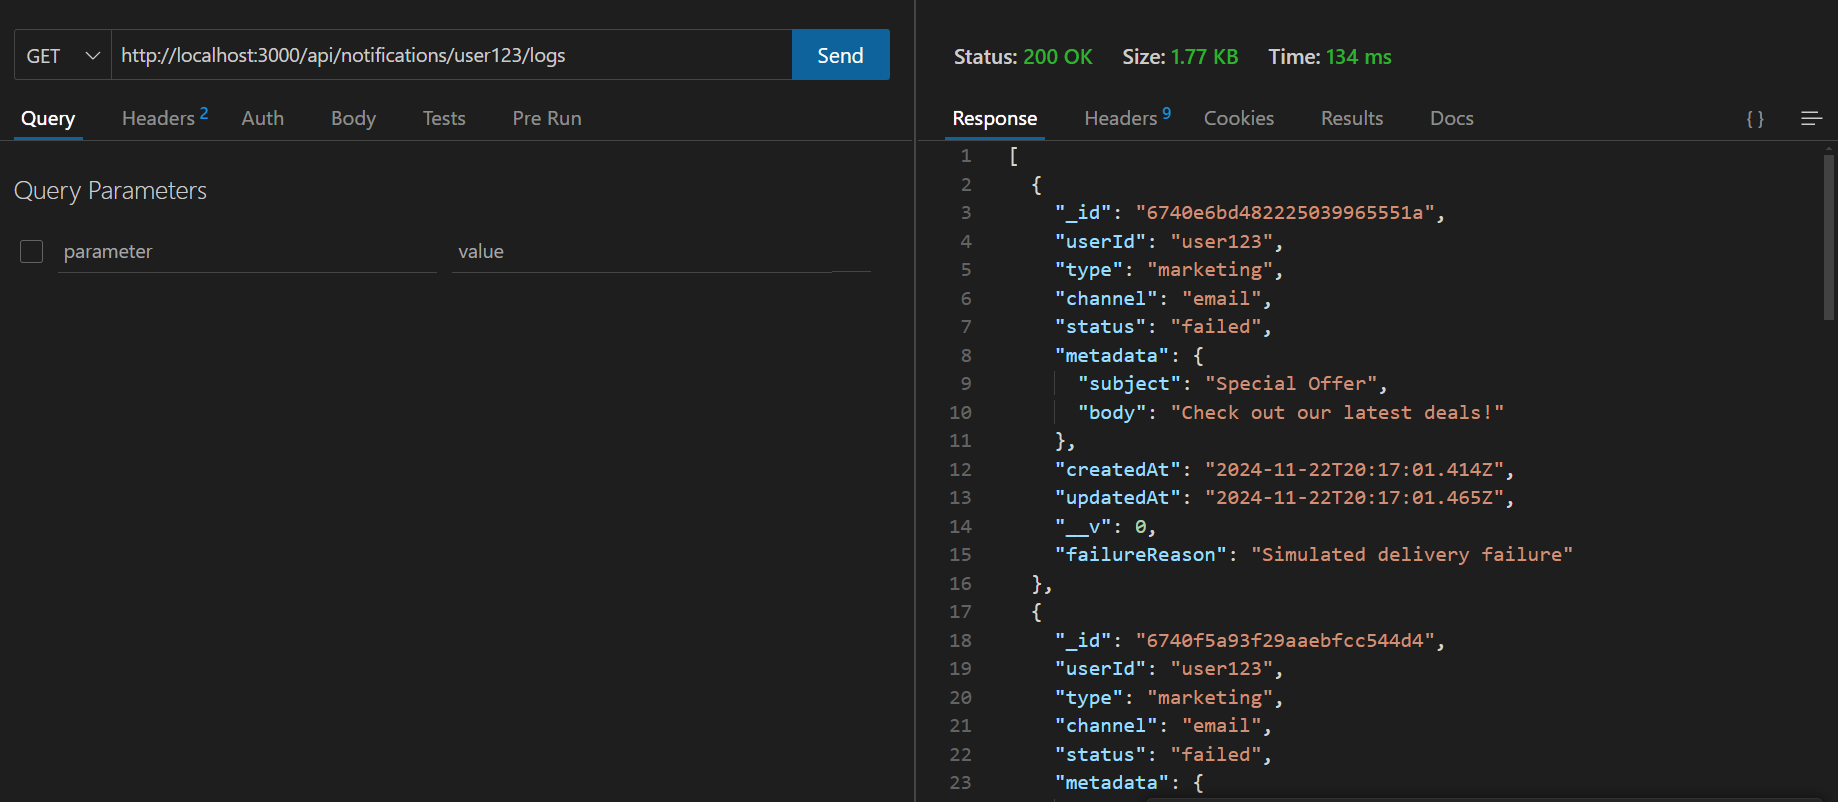 GET http://localhost:3000/api/notifications/user123/logs Send
Query Headers 2 Auth Body Tests Pre Run
Query Parameters
parameter value
Status: 200 OK Size: 1.77 KB Time: 134 ms
Response Headers 9 Cookies Results Docs { }
1 [
2 {
3 "_id": "6740e6bd482225039965551a",
4 "userId": "user123",
5 "type": "marketing",
6 "channel": "email",
7 "status": "failed",
8 "metadata": {
9 "subject": "Special Offer",
10 "body": "Check out our latest deals!"
11 },
12 "createdAt": "2024-11-22T20:17:01.414Z",
13 "updatedAt": "2024-11-22T20:17:01.465Z",
14 "__v": 0,
15 "failureReason": "Simulated delivery failure"
16 },
17 {
18 "_id": "6740f5a93f29aaebfcc544d4",
19 "userId": "user123",
20 "type": "marketing",
21 "channel": "email",
22 "status": "failed",
23 "metadata": {